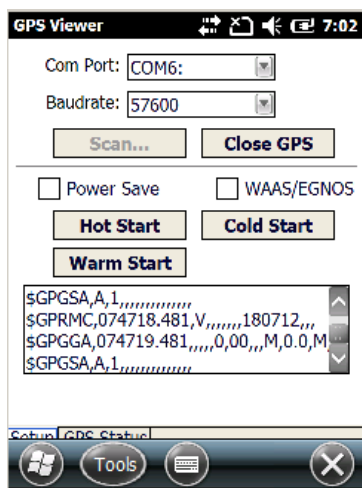 GPS Viewer 7:02
Com Port: COM6:
Baudrate: 57600
Scan... Close GPS
Power Save WAAS/EGNOS
Hot Start Cold Start
Warm Start
$GPGSA,A,1,,,,,,,,,,,,,,
$GPRMC,074718.481,V,,,,,,,180712,,,
$GPGGA,074719.481,,,,,0,00,,,M,0.0,M,
$GPGSA,A,1,,,,,,,,,,,,,,
Setup GPS Status
Tools